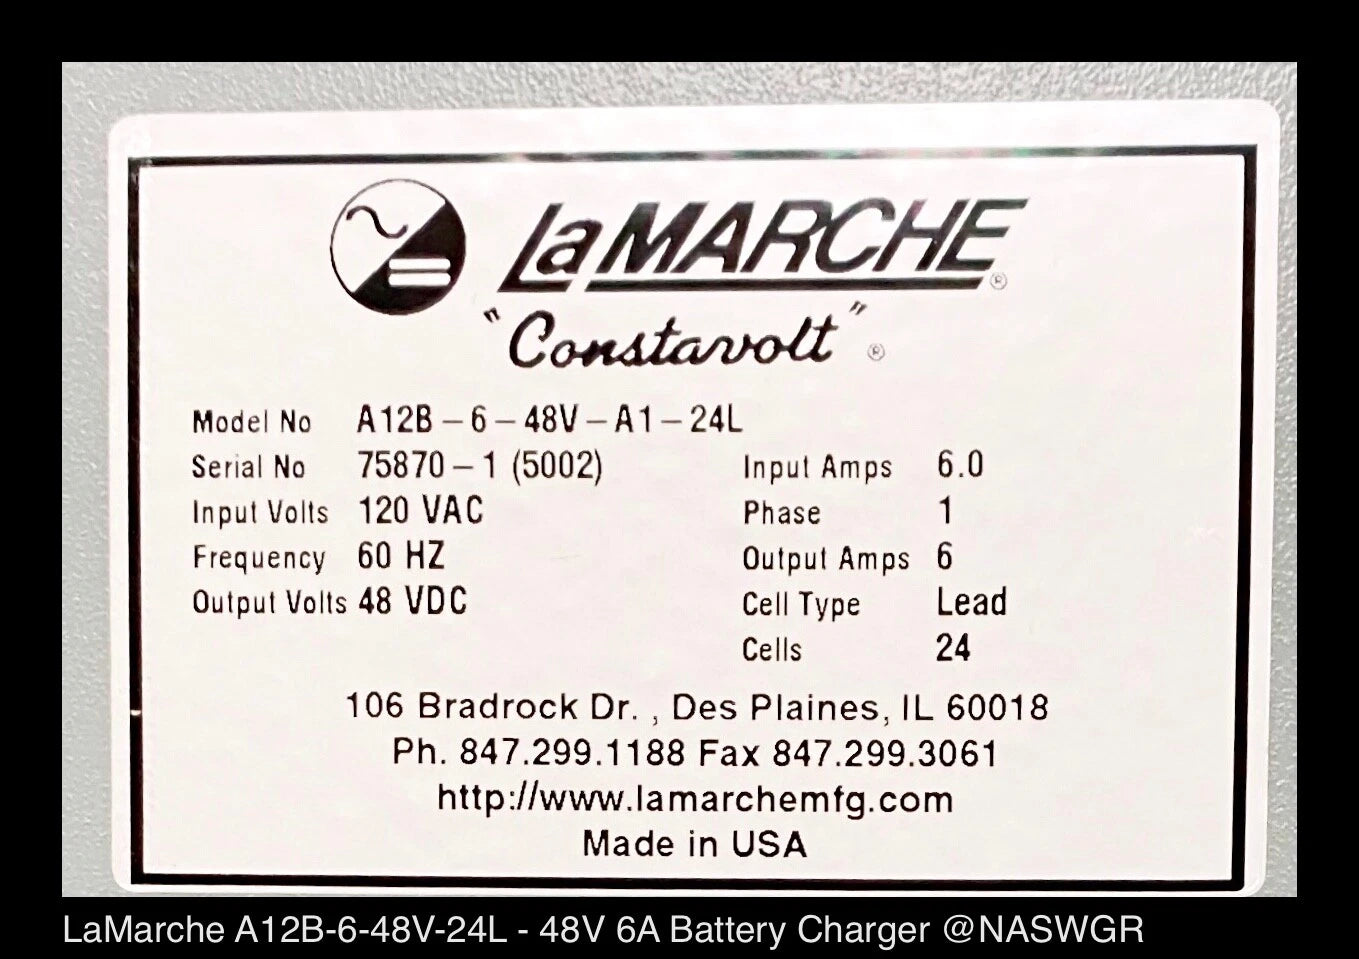 LaMARCHE ®
"Constavolt" ®
Model No A12B – 6 – 48V – A1 – 24L
Serial No 75870 – 1 (5002) Input Amps 6.0
Input Volts 120 VAC Phase 1
Frequency 60 HZ Output Amps 6
Output Volts 48 VDC Cell Type Lead
Cells 24
106 Bradrock Dr. , Des Plaines, IL 60018
Ph. 847.299.1188 Fax 847.299.3061
http://www.lamarchemfg.com
Made in USA
LaMarche A12B-6-48V-24L - 48V 6A Battery Charger @NASWGR